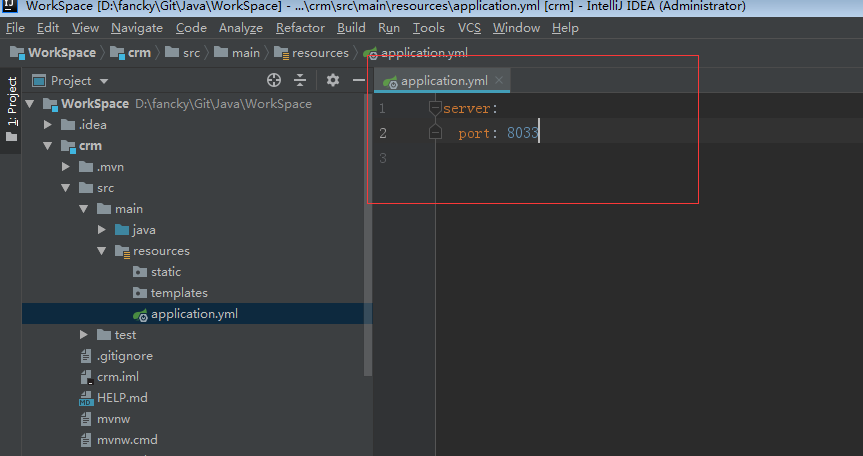 WorkSpace [D:\fancky\Git\Java\WorkSpace] - ...\crm\src\main\resources\application.yml [crm] - IntelliJ IDEA (Administrator)
File Edit View Navigate Code Analyze Refactor Build Run Tools VCS Window Help
WorkSpace crm src main resources application.yml
1: Project
Project
application.yml
WorkSpace D:\fancky\Git\Java\WorkSpace
.idea
crm
.mvn
src
main
java
resources
static
templates
application.yml
test
.gitignore
crm.iml
HELP.md
mvnw
mvnw.cmd
1 server:
2 port: 8033
3